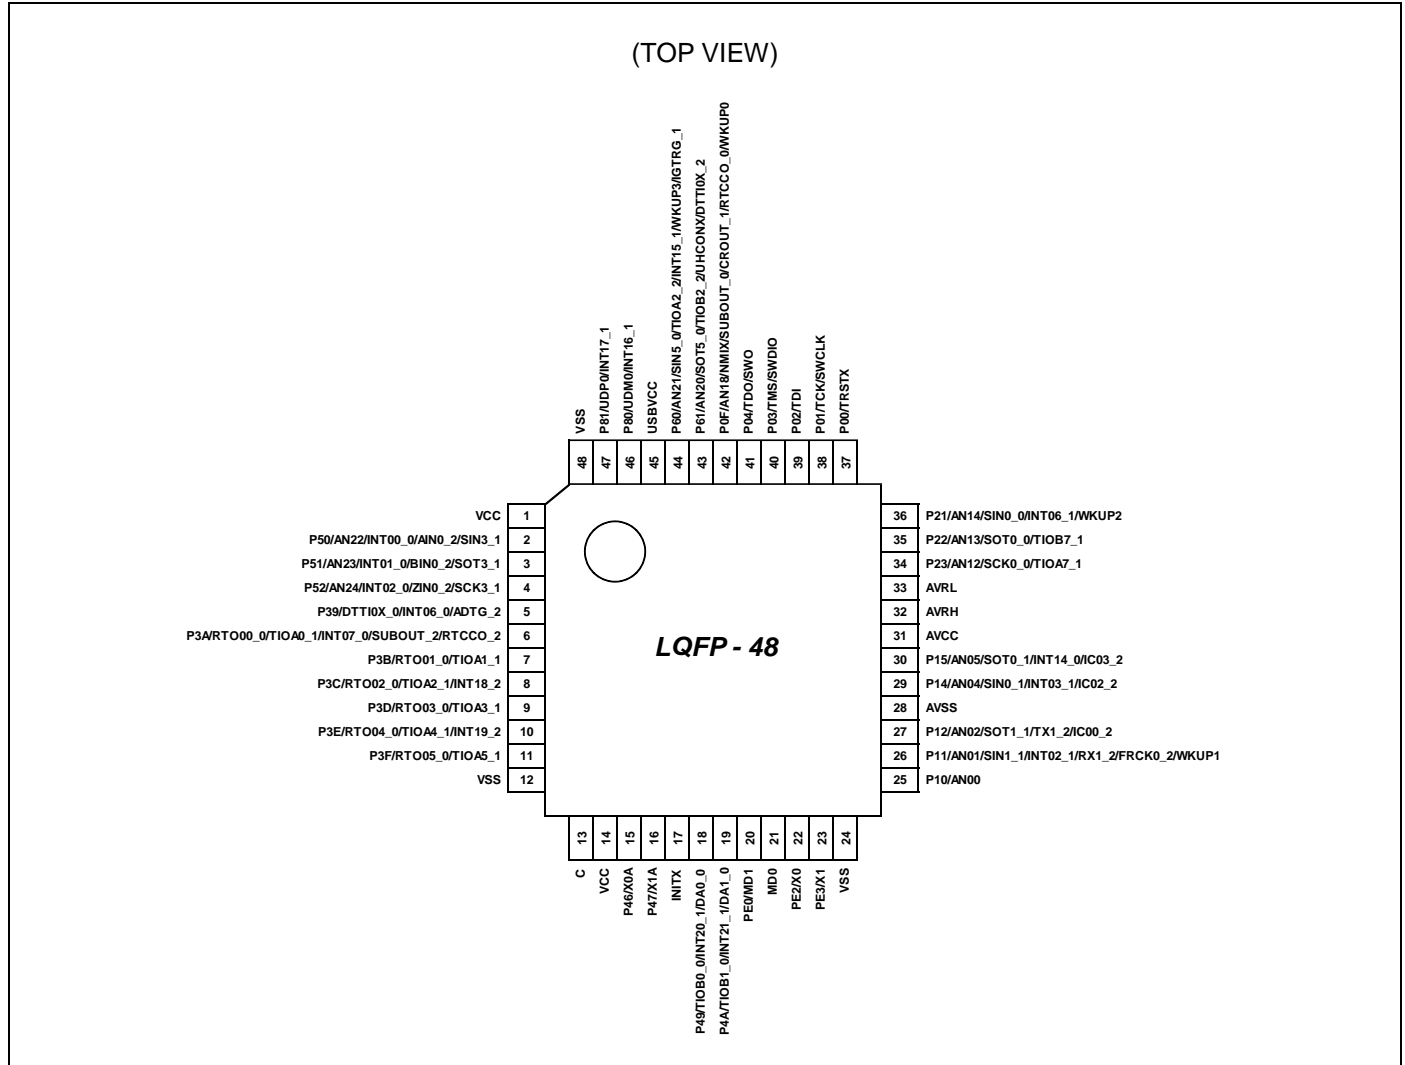 (TOP VIEW)
VSS
P81/UDP0/INT17_1
P80/UDM0/INT16_1
USBVCC
P60/AN21/SIN5_0/TIOA2_2/INT15_1/WKUP3/IGTRG_1
P61/AN20/SOT5_0/TIOB2_2/UHCONX/DTTI0X_2
P0F/AN18/NMIX/SUBOUT_0/CROUT_1/RTCCO_0/WKUP0
P04/TDO/SWO
P03/TMS/SWDIO
P02/TDI
P01/TCK/SWCLK
P00/TRSTX
48 47 46 45 44 43 42 41 40 39 38 37
VCC 1
P50/AN22/INT00_0/AIN0_2/SIN3_1 2
P51/AN23/INT01_0/BIN0_2/SOT3_1 3
P52/AN24/INT02_0/ZIN0_2/SCK3_1 4
P39/DTTI0X_0/INT06_0/ADTG_2 5
P3A/RTO00_0/TIOA0_1/INT07_0/SUBOUT_2/RTCCO_2 6
P3B/RTO01_0/TIOA1_1 7
P3C/RTO02_0/TIOA2_1/INT18_2 8
P3D/RTO03_0/TIOA3_1 9
P3E/RTO04_0/TIOA4_1/INT19_2 10
P3F/RTO05_0/TIOA5_1 11
VSS 12
LQFP - 48
36 P21/AN14/SIN0_0/INT06_1/WKUP2
35 P22/AN13/SOT0_0/TIOB7_1
34 P23/AN12/SCK0_0/TIOA7_1
33 AVRL
32 AVRH
31 AVCC
30 P15/AN05/SOT0_1/INT14_0/IC03_2
29 P14/AN04/SIN0_1/INT03_1/IC02_2
28 AVSS
27 P12/AN02/SOT1_1/TX1_2/IC00_2
26 P11/AN01/SIN1_1/INT02_1/RX1_2/FRCK0_2/WKUP1
25 P10/AN00
13 14 15 16 17 18 19 20 21 22 23 24
C
VCC
P46/X0A
P47/X1A
INITX
P49/TIOB0_0/INT20_1/DA0_0
P4A/TIOB1_0/INT21_1/DA1_0
PE0/MD1
MD0
PE2/X0
PE3/X1
VSS